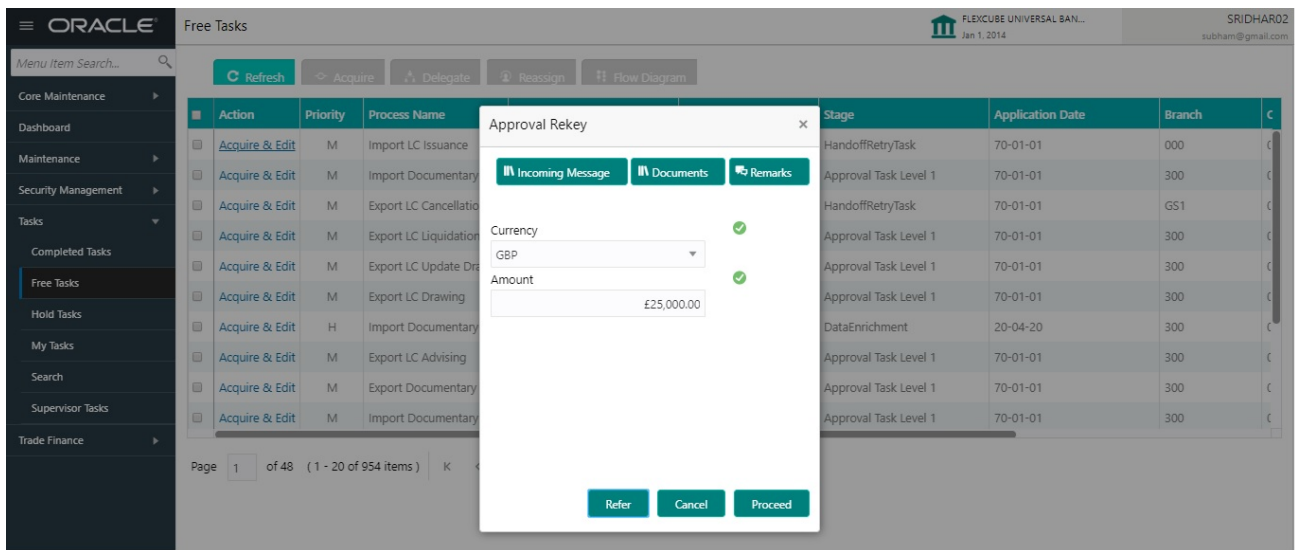 ORACLE
Free Tasks
FLEXCUBE UNIVERSAL BAN...
Jan 1, 2014
SRIDHAR02
subham@gmail.com
Menu Item Search...
Core Maintenance
Dashboard
Maintenance
Security Management
Tasks
Completed Tasks
Free Tasks
Hold Tasks
My Tasks
Search
Supervisor Tasks
Trade Finance
Refresh Acquire Delegate Reassign Flow Diagram
Action Priority Process Name Stage Application Date Branch C
Acquire & Edit M Import LC Issuance HandoffRetryTask 70-01-01 000
Acquire & Edit M Import Documentary Approval Task Level 1 70-01-01 300
Acquire & Edit M Export LC Cancellatio HandoffRetryTask 70-01-01 GS1
Acquire & Edit M Export LC Liquidation Approval Task Level 1 70-01-01 300
Acquire & Edit M Export LC Update Dra Approval Task Level 1 70-01-01 300
Acquire & Edit M Export LC Drawing Approval Task Level 1 70-01-01 300
Acquire & Edit H Import Documentary DataEnrichment 20-04-20 300
Acquire & Edit M Export LC Advising Approval Task Level 1 70-01-01 300
Acquire & Edit M Export Documentary Approval Task Level 1 70-01-01 300
Acquire & Edit M Import Documentary Approval Task Level 1 70-01-01 300
Page 1 of 48 ( 1 - 20 of 954 items )
Approval Rekey
Incoming Message Documents Remarks
Currency
GBP
Amount
£25,000.00
Refer Cancel Proceed